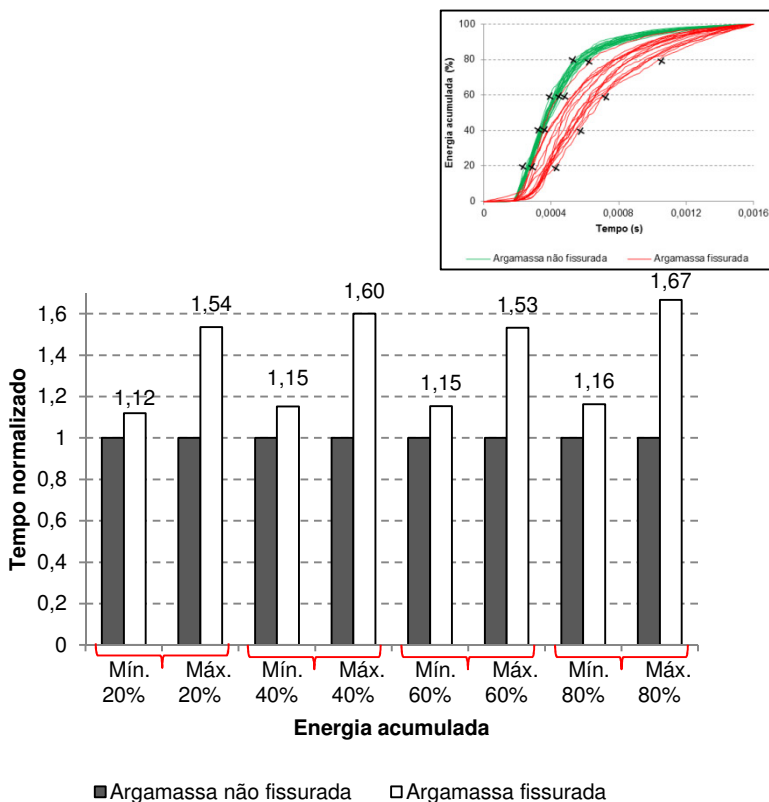 100
80
60
40
20
0
Energia acumulada (%)
0
0,0004
0,0008
0,0012
0,0016
Tempo (s)
Argamassa não fissurada
Argamassa fissurada
1,6
1,4
1,2
1
0,8
0,6
0,4
0,2
0
Tempo normalizado
1,12
1,54
1,15
1,60
1,15
1,53
1,16
1,67
Mín. 
20%
Máx.
20%
Mín.
40%
Máx.
40%
Mín.
60%
Máx.
60%
Mín.
80%
Máx.
80%
Energia acumulada
Argamassa não fissurada
Argamassa fissurada